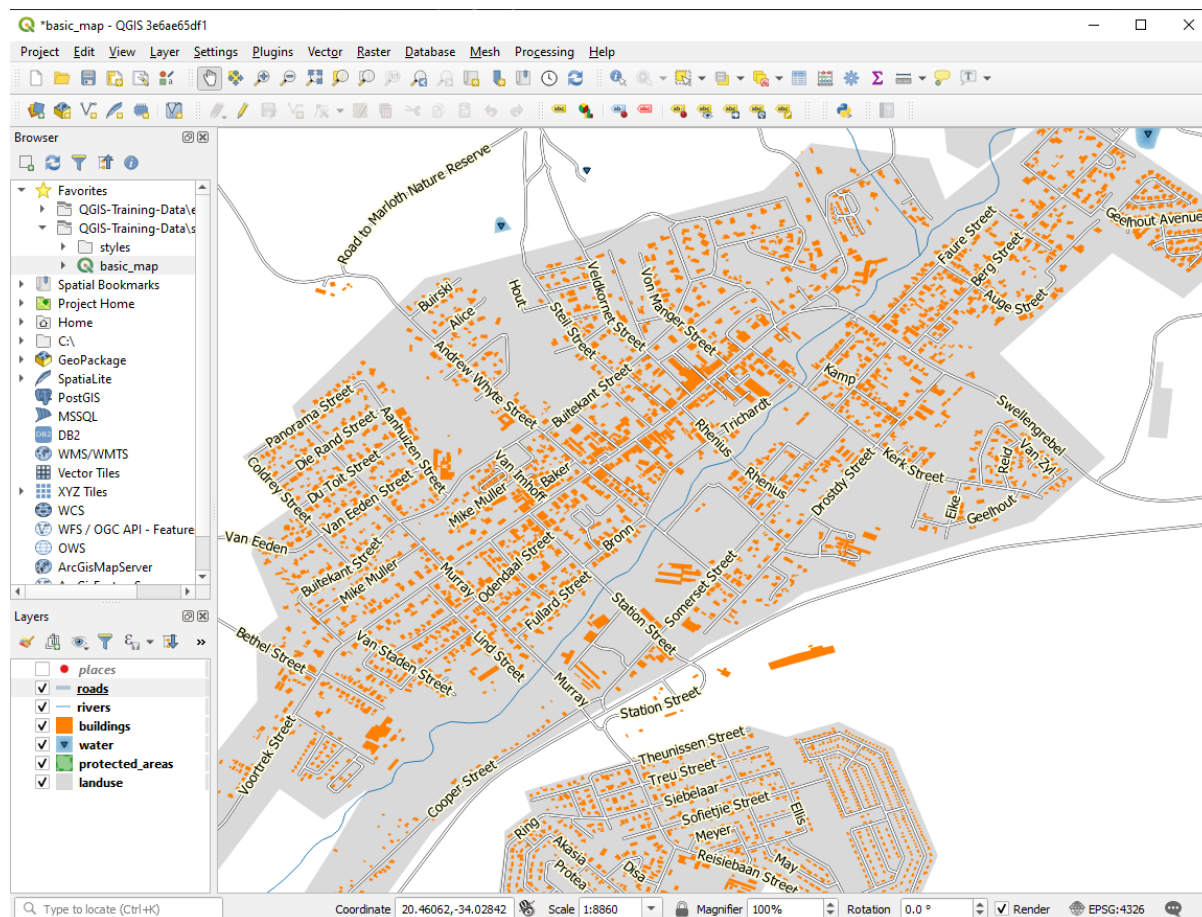 *basic_map - QGIS 3e6ae65df1
Project Edit View Layer Settings Plugins Vector Raster Database Mesh Processing Help
Browser
Favorites
QGIS-Training-Data\e
QGIS-Training-Data\s
styles
basic_map
Spatial Bookmarks
Project Home
Home
C:\
GeoPackage
SpatiaLite
PostGIS
MSSQL
DB2
WMS/WMTS
Vector Tiles
XYZ Tiles
WCS
WFS / OGC API - Feature
OWS
ArcGisMapServer
Layers
places
roads
rivers
buildings
water
protected_areas
landuse
Road to Marloth Nature Reserve
Geelhout Avenue
Faure Street
Berg Street
Auge Street
Buirski
Alice
Hout
Steil Street
Veldkornet Street
Von Manger Street
Andrew Whyte Street
Buitekant Street
Kamp
Swellengrebel
Panorama Street
Die Rand Street
Aanhuizen Street
Rhenius
Trichardt
Coldrey Street
Du Toit Street
Van Eeden Street
Mike Muller
Van Imhoff
Baker
Rhenius
Drostdy Street
Kerk Street
Reid
Van Zyl
Eike
Geelhout
Van Eeden
Buitekant Street
Mike Muller
Murray
Odendaal Street
Bronn
Fullard Street
Station Street
Somerset Street
Bethel Street
Van Staden Street
Lind Street
Murray
Station Street
Voortrek Street
Cooper Street
Theunissen Street
Treu Street
Siebelaar
Sofietjie Street
Ellis
Meyer
Ring
Akasia
Protea
Disa
Reisiebaan Street
May
Type to locate (Ctrl+K)
Coordinate 20.46062,-34.02842 Scale 1:8860 Magnifier 100% Rotation 0.0 ° Render EPSG:4326